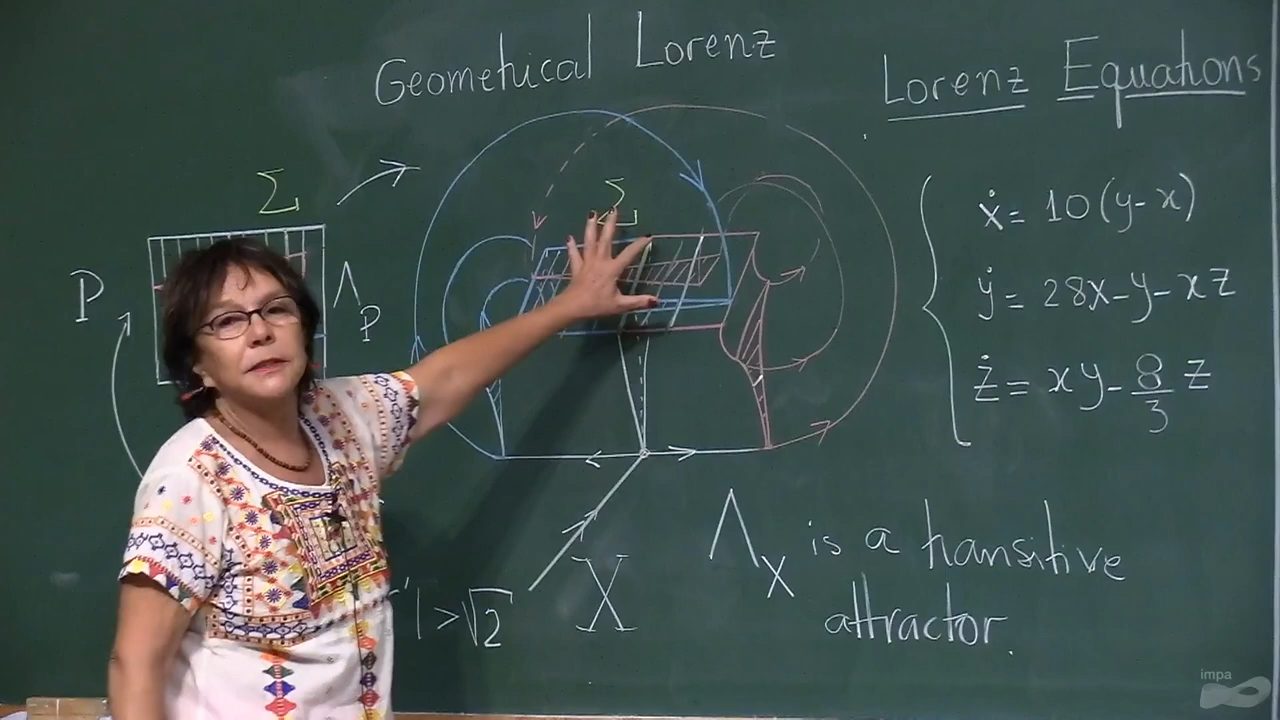 Geometrical Lorenz
Lorenz Equations
Σ
Σ
P
Λ_P
ẋ = 10(y-x)
ẏ = 28x-y-xz
ż = xy-8/3 z
Λ_X is a transitive
attractor.
'| > √2
X
impa